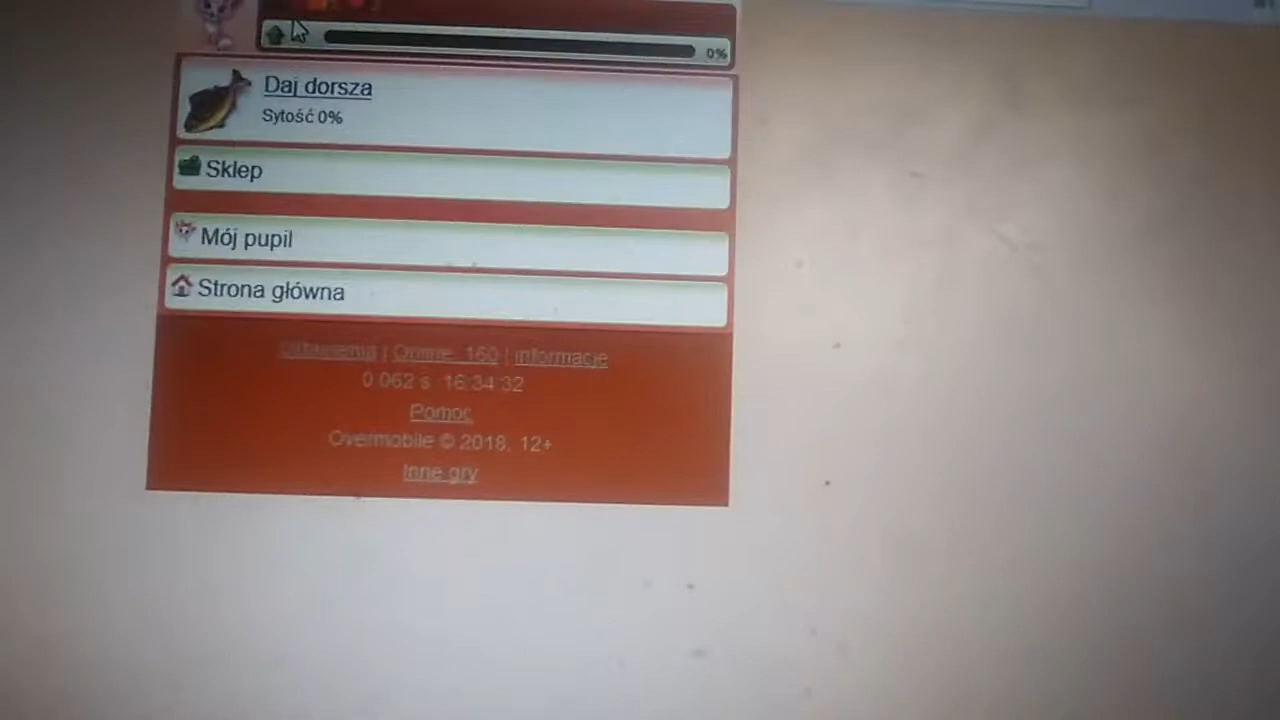 0%
Daj dorsza
Sytość 0%
Sklep
Mój pupil
Strona główna
Ustawienia | Online: 160 | Informacje
0.062 s 16:34:32
Pomoc
Overmobile © 2018, 12+
Inne gry